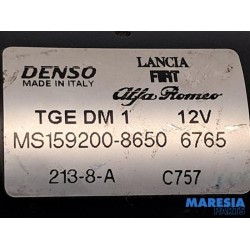 DENSO
MADE IN ITALY
LANCIA
FIAT
Alfa Romeo
TGE DM 1 12V
MS159200-8650 6765
213-8-A C757
MARESIA
PARTS